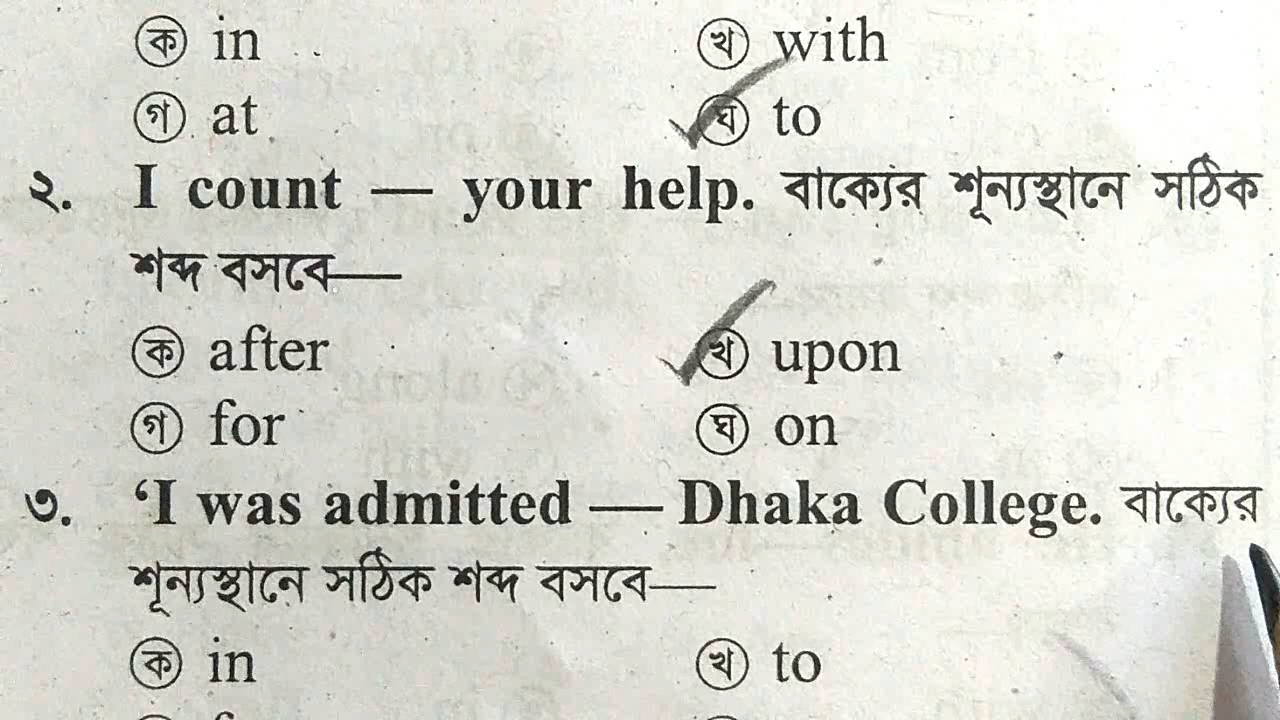 ক in খ with
গ at ঘ to
২. I count — your help. বাক্যের শূন্যস্থানে সঠিক
শব্দ বসবে—
ক after খ upon
গ for ঘ on
৩. ‘I was admitted — Dhaka College. বাক্যের
শূন্যস্থানে সঠিক শব্দ বসবে—
ক in খ to